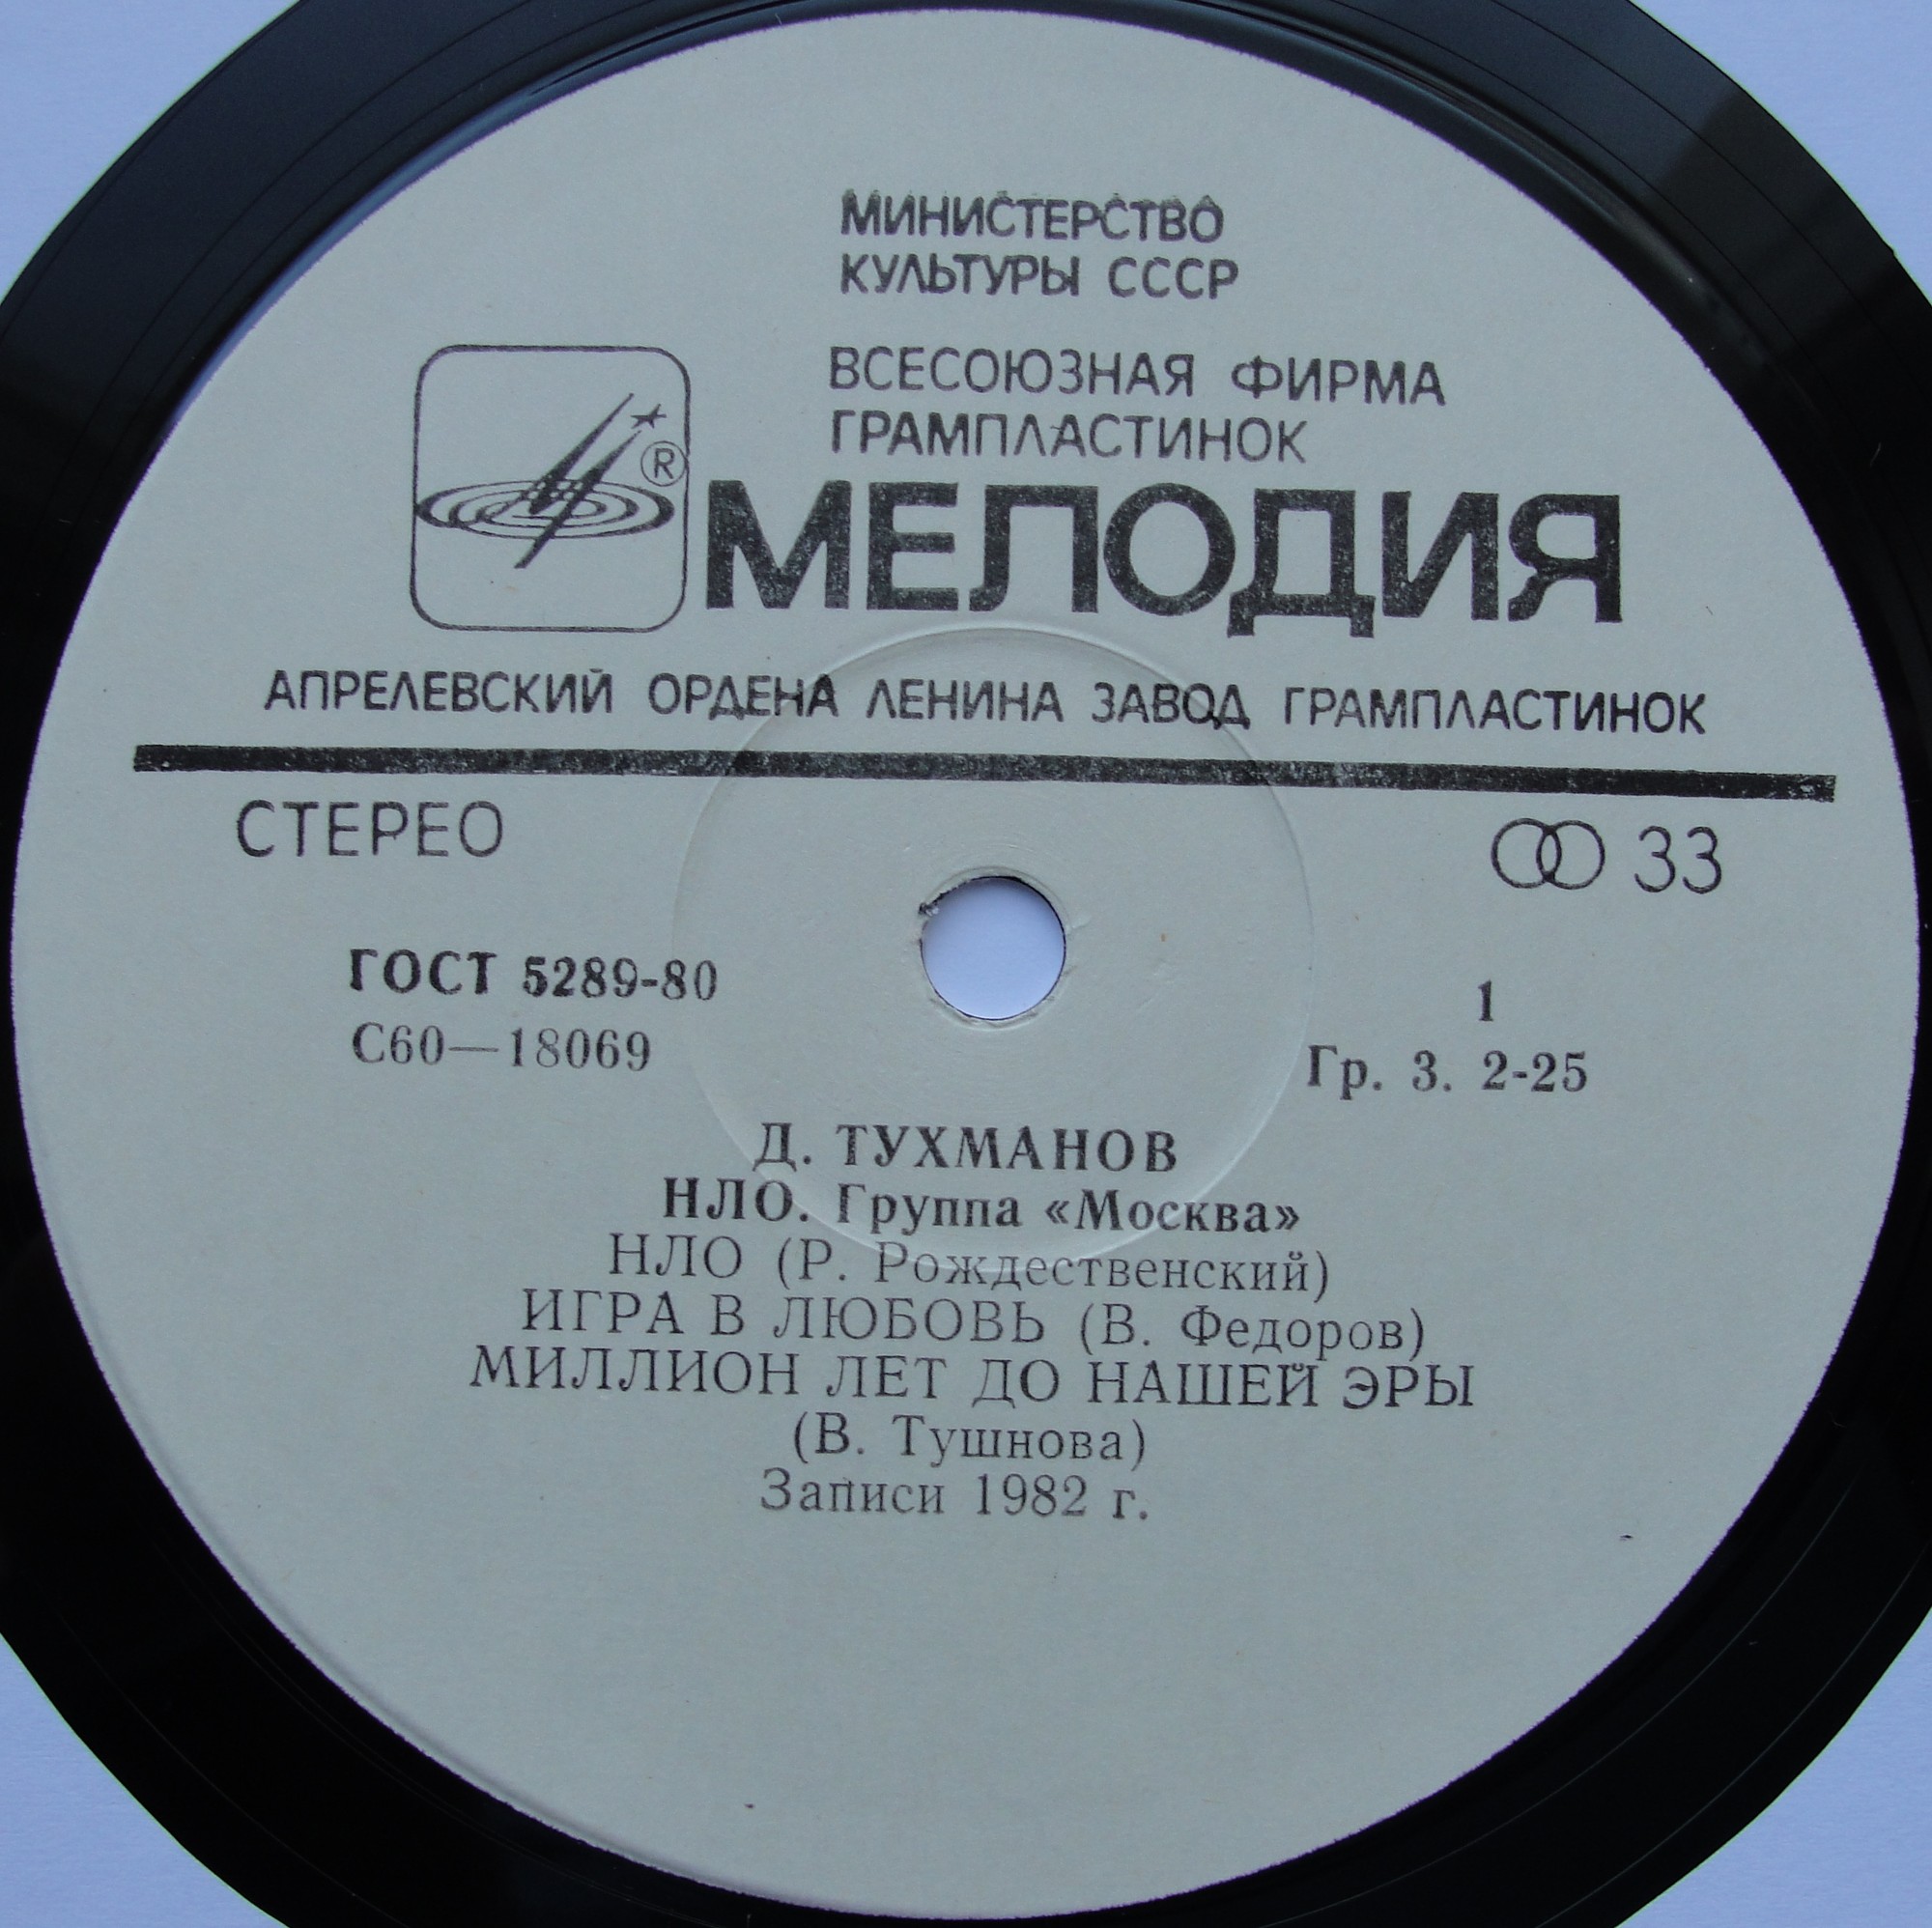 МИНИСТЕРСТВО
КУЛЬТУРЫ СССР
ВСЕСОЮЗНАЯ ФИРМА
ГРАМПЛАСТИНОК
®
МЕЛОДИЯ
АПРЕЛЕВСКИЙ ОРДЕНА ЛЕНИНА ЗАВОД ГРАМПЛАСТИНОК
СТЕРЕО
33
ГОСТ 5289-80
С60—18069
1
Гр. 3. 2-25
Д. ТУХМАНОВ
НЛО. Группа «Москва»
НЛО (Р. Рождественский)
ИГРА В ЛЮБОВЬ (В. Федоров)
МИЛЛИОН ЛЕТ ДО НАШЕЙ ЭРЫ
(В. Тушнова)
Записи 1982 г.